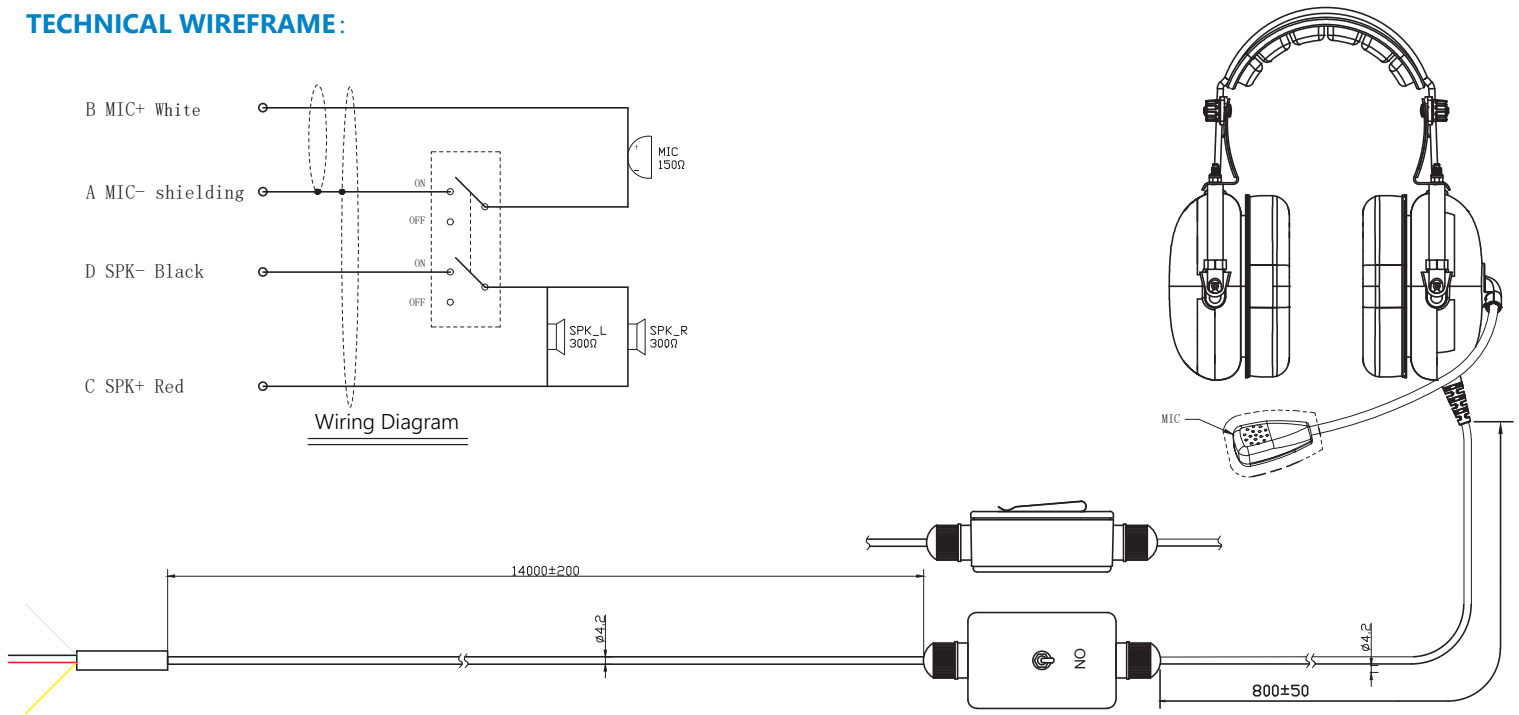 TECHNICAL WIREFRAME:
B MIC+ White
A MIC- shielding
D SPK- Black
C SPK+ Red
ON
OFF
ON
OFF
+
MIC
150Ω
-
SPK_L
300Ω
SPK_R
300Ω
Wiring Diagram
MIC
14000±200
ø4.2
ON
ø4.2
800±50